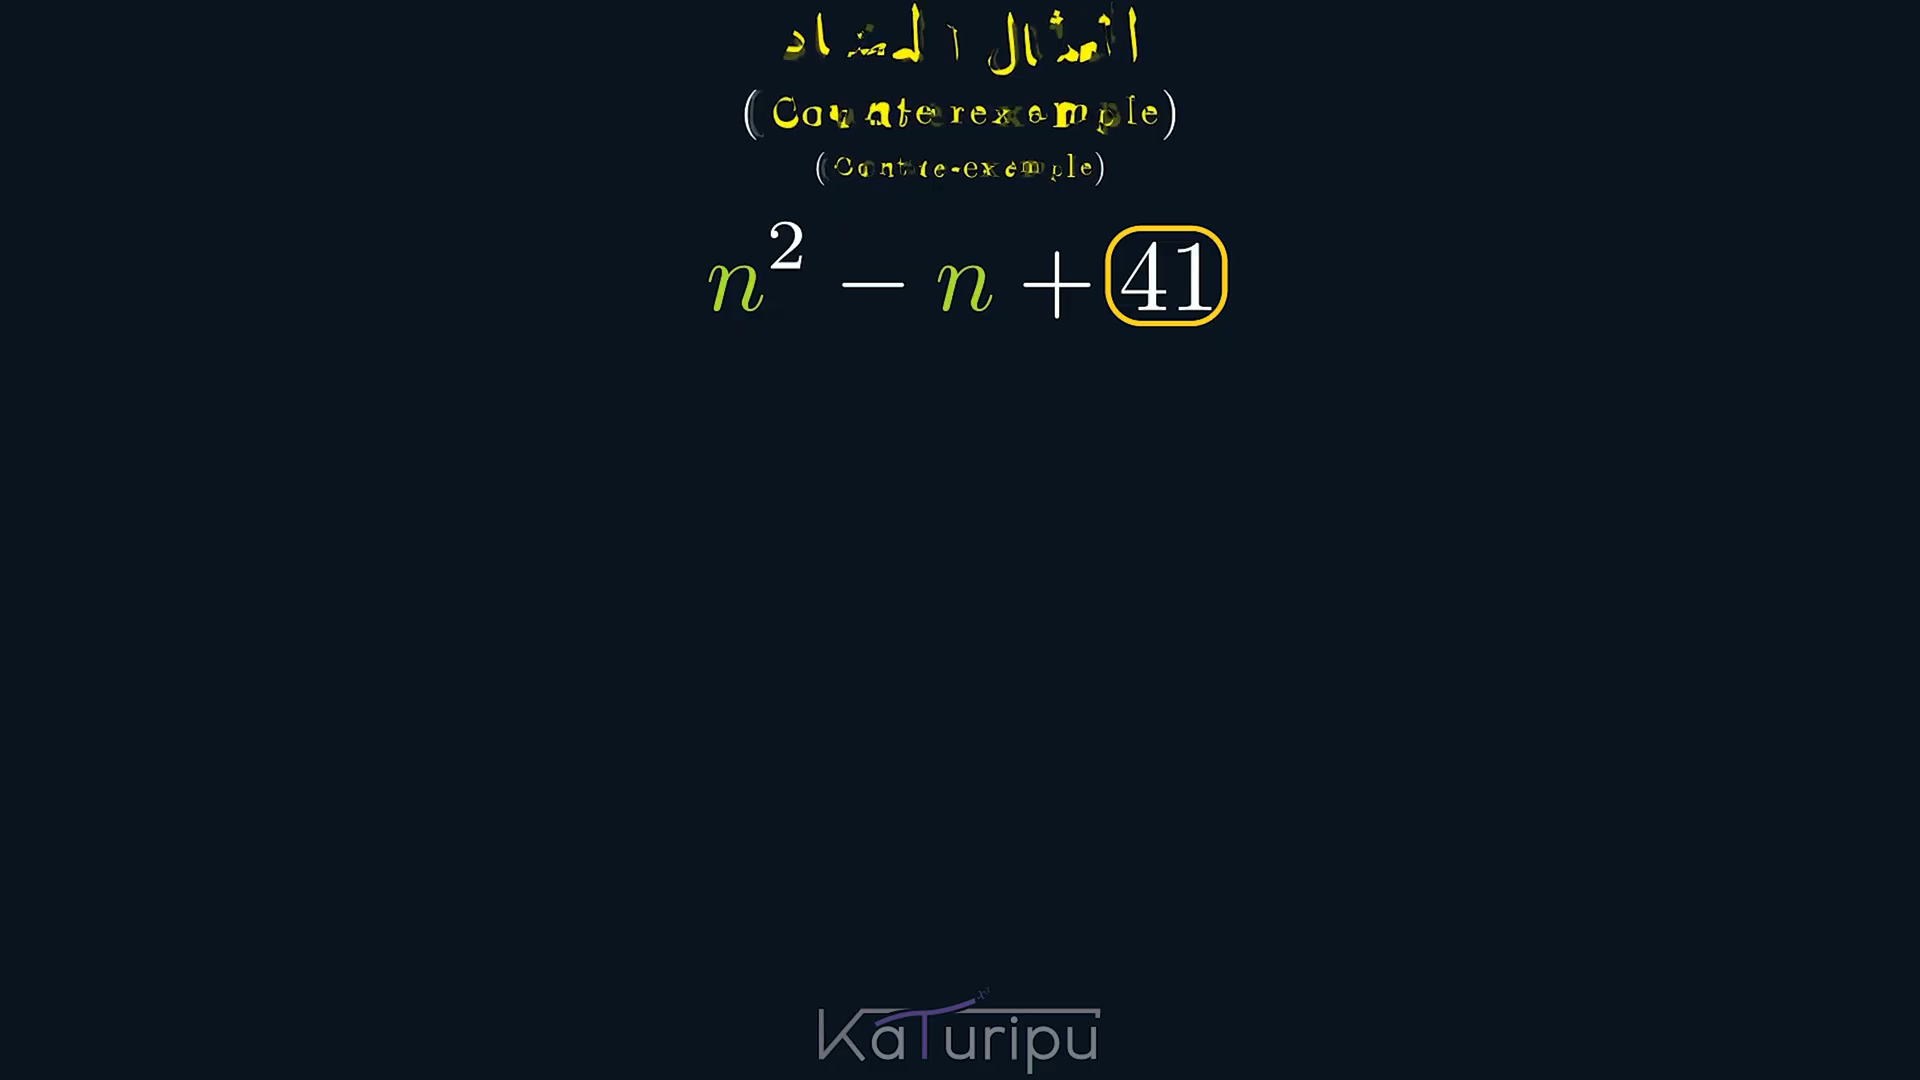 المثال المضاد
(Counterexample)
(Contre-exemple)
n² − n + 41
KaTuripu